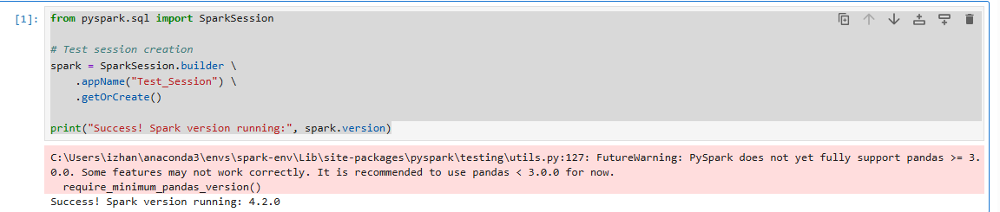 [1]:
from pyspark.sql import SparkSession
# Test session creation
spark = SparkSession.builder \
.appName("Test_Session") \
.getOrCreate()
print("Success! Spark version running:", spark.version)
C:\Users\izhan\anaconda3\envs\spark-env\Lib\site-packages\pyspark\testing\utils.py:127: FutureWarning: PySpark does not yet fully support pandas >= 3.
0.0. Some features may not work correctly. It is recommended to use pandas < 3.0.0 for now.
require_minimum_pandas_version()
Success! Spark version running: 4.2.0